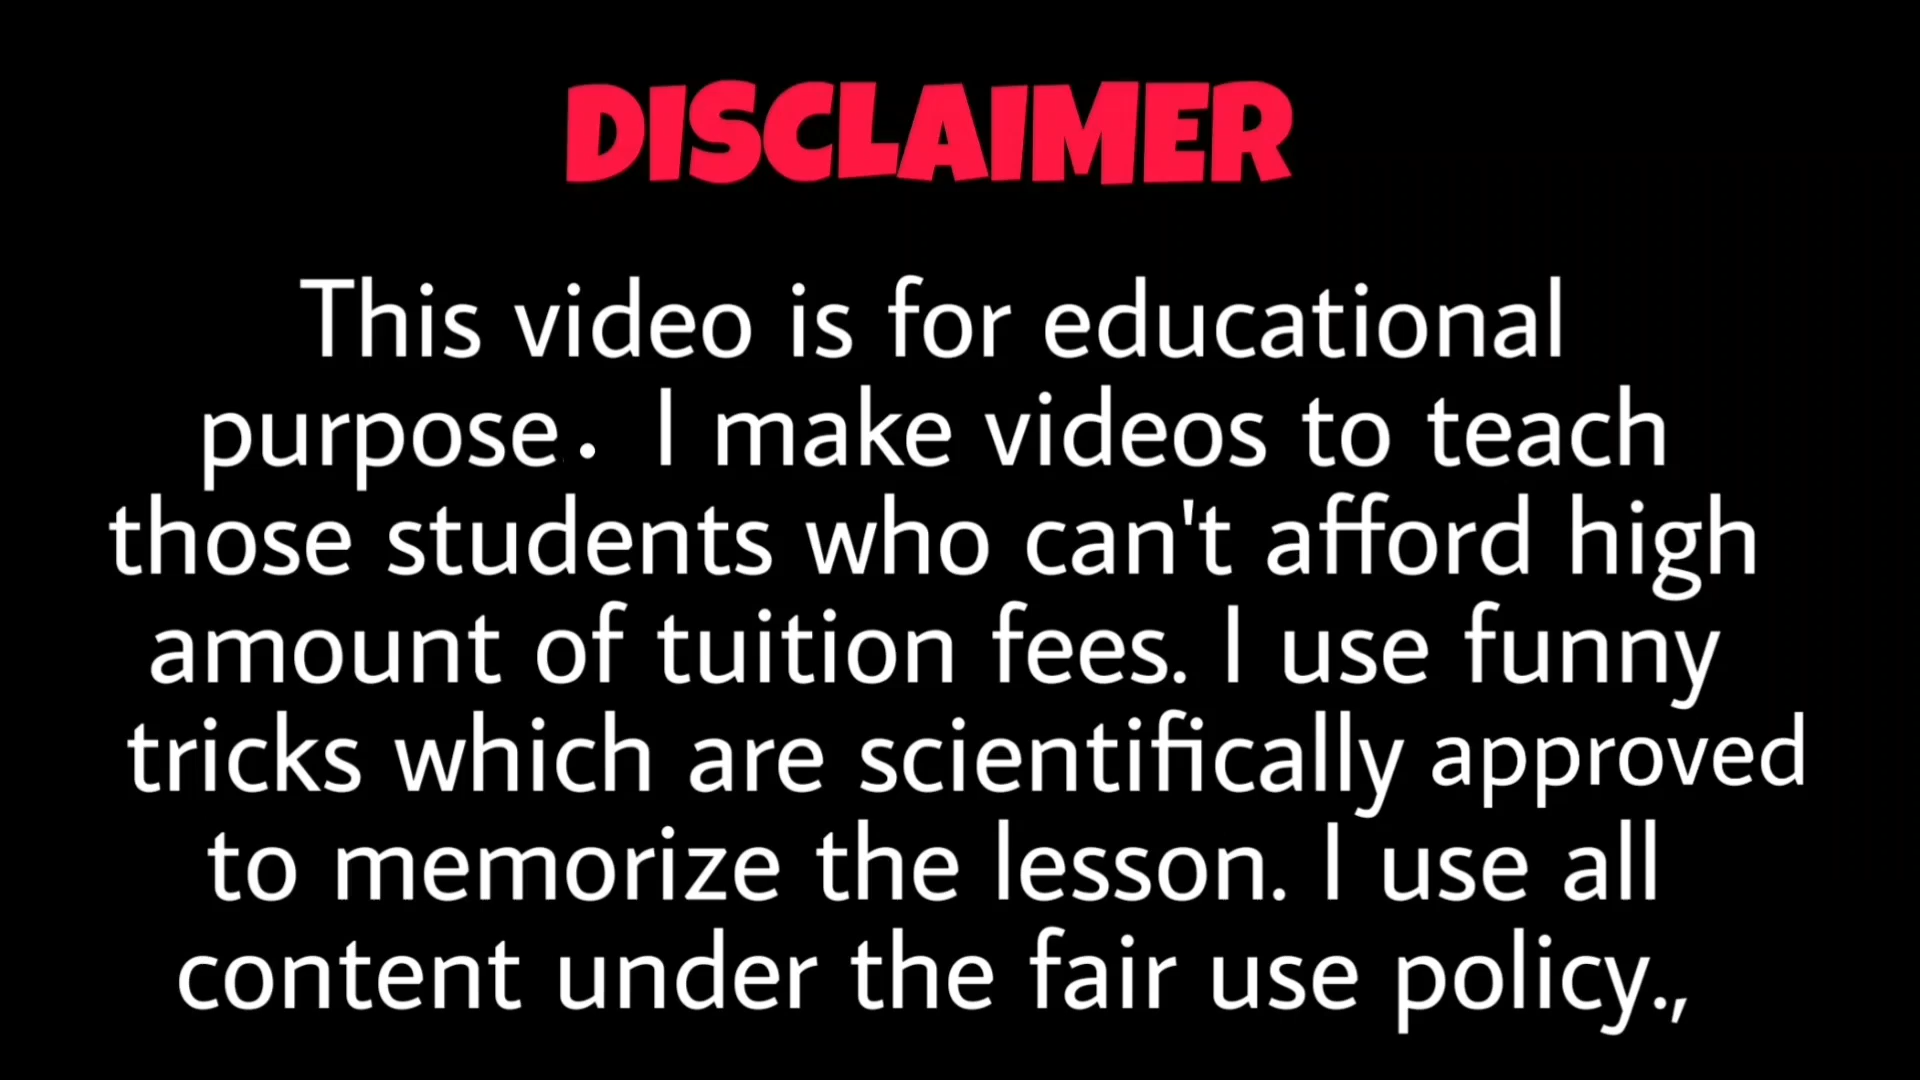 DISCLAIMER
This video is for educational
purpose. I make videos to teach
those students who can't afford high
amount of tuition fees. I use funny
tricks which are scientifically approved
to memorize the lesson. I use all
content under the fair use policy.,